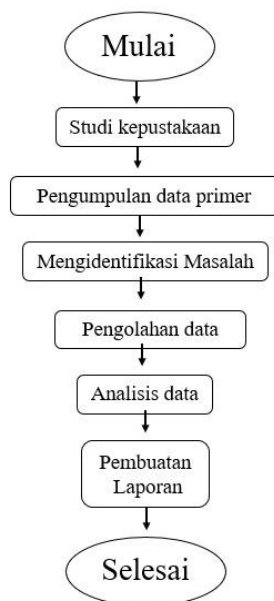 Mulai
Studi kepustakaan
Pengumpulan data primer
Mengidentifikasi Masalah
Pengolahan data
Analisis data
Pembuatan
Laporan
Selesai